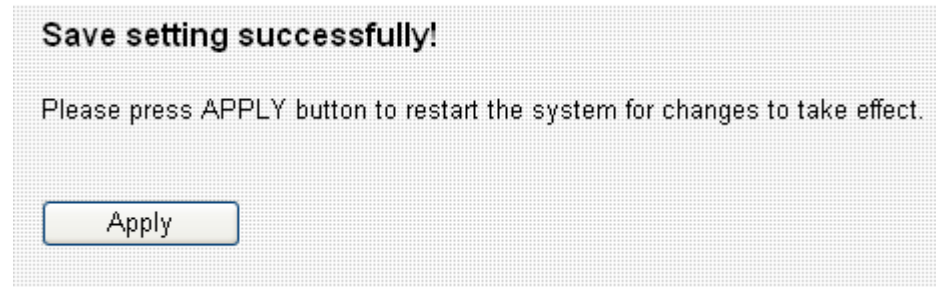 Save setting successfully!
Please press APPLY button to restart the system for changes to take effect.
Apply